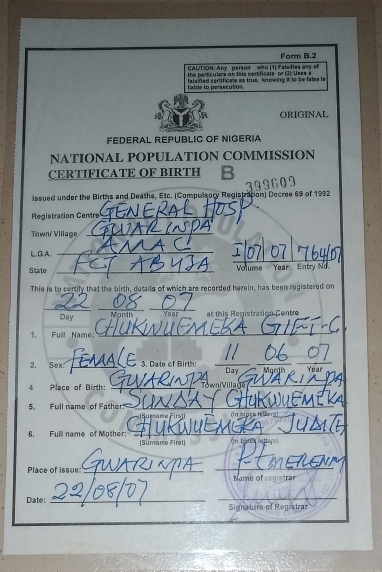 Form B.2
CAUTION: Any person who (1) Falsifies any of
the particulars on this certificate or (2) Uses a
falsified certificate as true, knowing it to be false is
liable to persecution.
ORIGINAL
FEDERAL REPUBLIC OF NIGERIA
NATIONAL POPULATION COMMISSION
CERTIFICATE OF BIRTH B 399609
Issued under the Births and Deaths, Etc. (Compulsory Registration) Decree 69 of 1992
Registration Centre GENERAL HOSP.
Town/ Village GWARINPA
L.G.A. AMAC I/07 07 764/07
State FCT ABUJA Volume Year Entry No.
This is to certify that the birth, details of which are recorded herein, has been registered on
22 08 07
Day Month Year at this Registration Centre
1. Full Name: CHUKWUEMEKA GIFT C.
2. Sex: FEMALE 3. Date of Birth: 11 06 07
Day Month Year
4 Place of Birth: GWARINPA Town/Village GWARINPA
5. Full name of Father: SUNDAY CHUKWUEMEKA
(Surname First) (in block letters)
6. Full name of Mother: CHUKWUEMEKA JUDITH
(Surname First) (in block letters)
Place of issue: GWARINPA
Name of registrar
Date: 22/08/07
Signature of Registrar